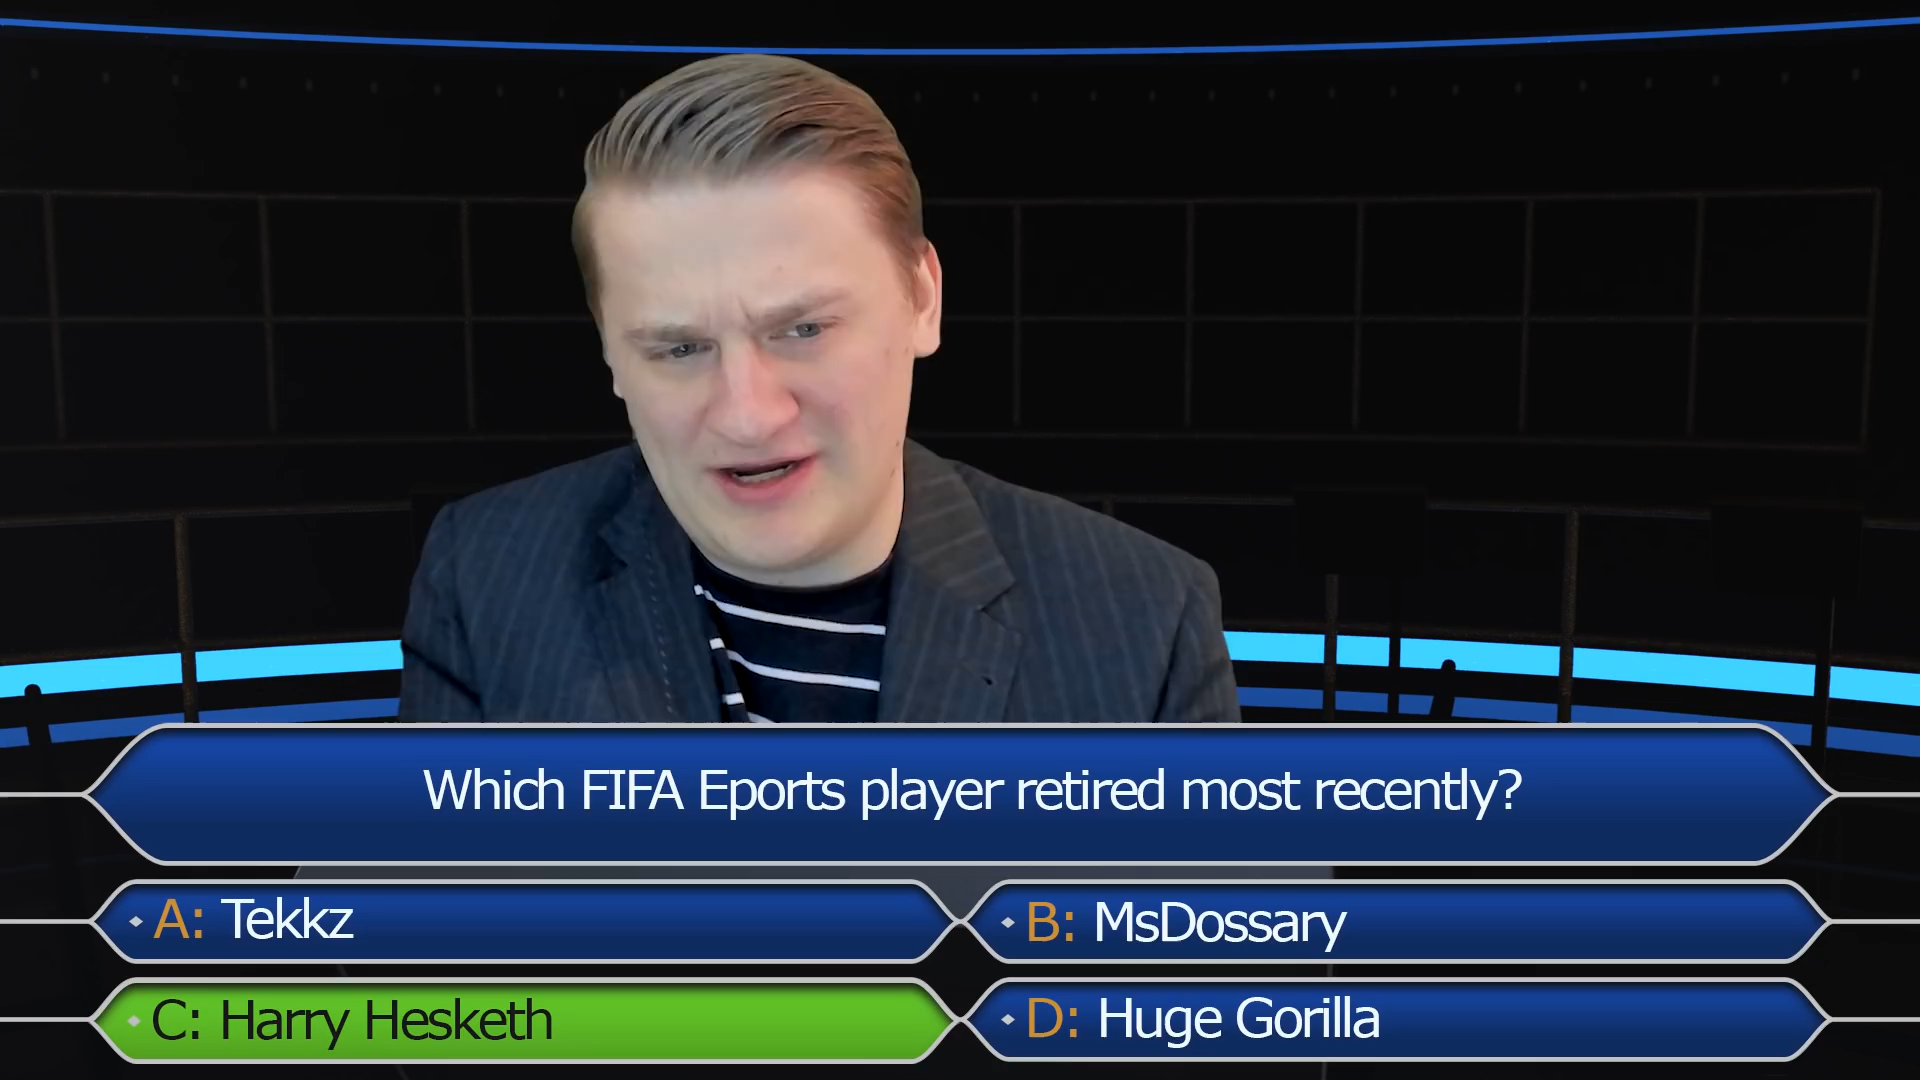 Which FIFA Eports player retired most recently?
A: Tekkz
B: MsDossary
C: Harry Hesketh
D: Huge Gorilla